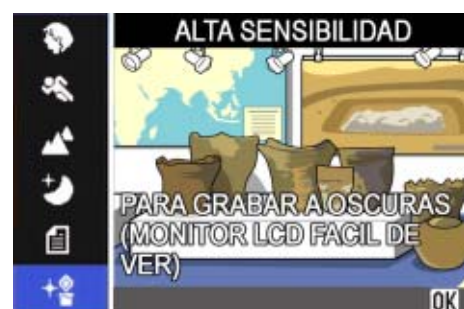 ALTA SENSIBILIDAD
PARA GRABAR A OSCURAS
(MONITOR LCD FACIL DE
VER)
OK